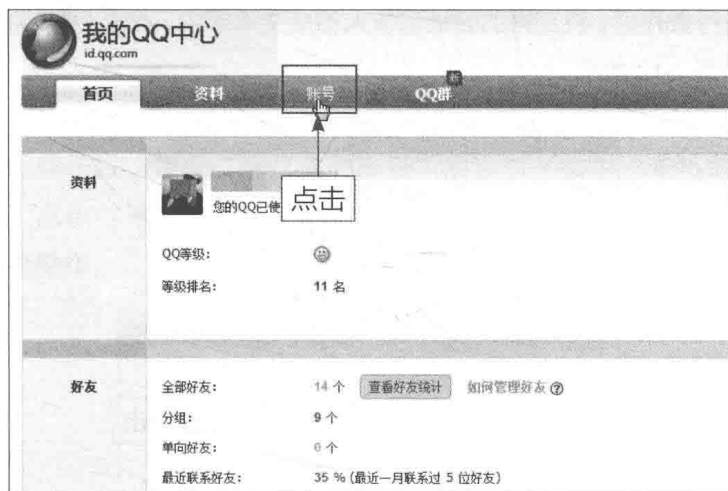 我的QQ中心
id.qq.com
首页 资料 账号 QQ群 新
资料
您的QQ已使
点击
QQ等级：
等级排名： 11 名
好友 全部好友： 14 个 查看好友统计 如何管理好友 ?
分组： 9 个
单向好友： 0 个
最近联系好友： 35 % (最近一月联系过 5 位好友)